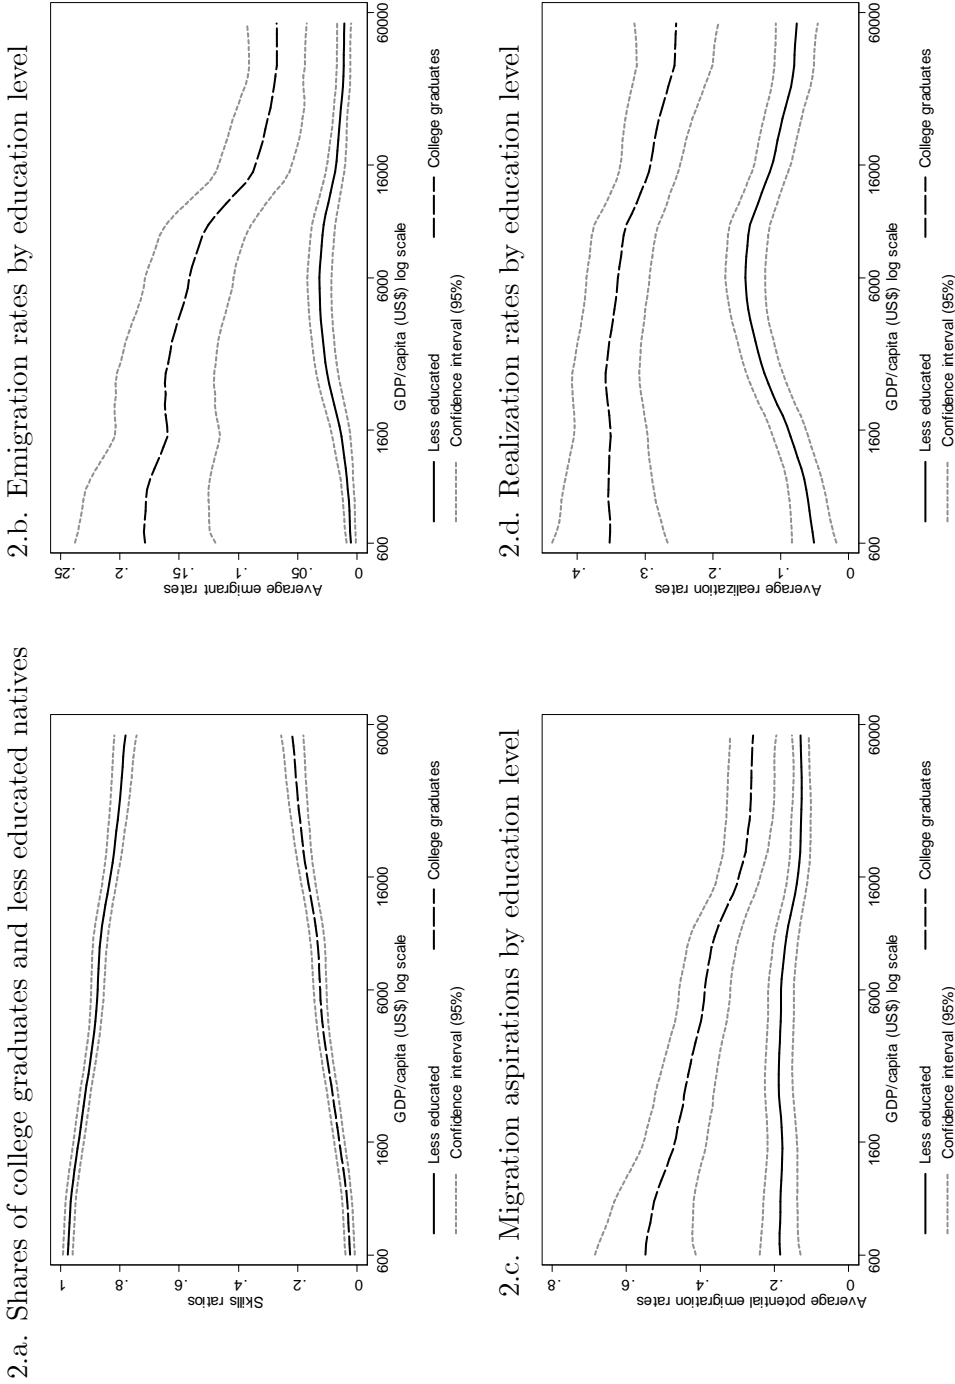 2.a. Shares of college graduates and less educated natives
Skills ratios
1
.8
.6
.4
.2
0
600
1600
6000
16000
60000
GDP/capita (US$) log scale
Less educated
College graduates
Confidence interval (95%)
2.b. Emigration rates by education level
Average emigrant rates
.25
.2
.15
.1
.05
0
600
1600
6000
16000
60000
GDP/capita (US$) log scale
Less educated
College graduates
Confidence interval (95%)
2.c. Migration aspirations by education level
Average potential emigration rates
.8
.6
.4
.2
0
600
1600
6000
16000
60000
GDP/capita (US$) log scale
Less educated
College graduates
Confidence interval (95%)
2.d. Realization rates by education level
Average realization rates
.4
.3
.2
.1
0
600
1600
6000
16000
60000
GDP/capita (US$) log scale
Less educated
College graduates
Confidence interval (95%)